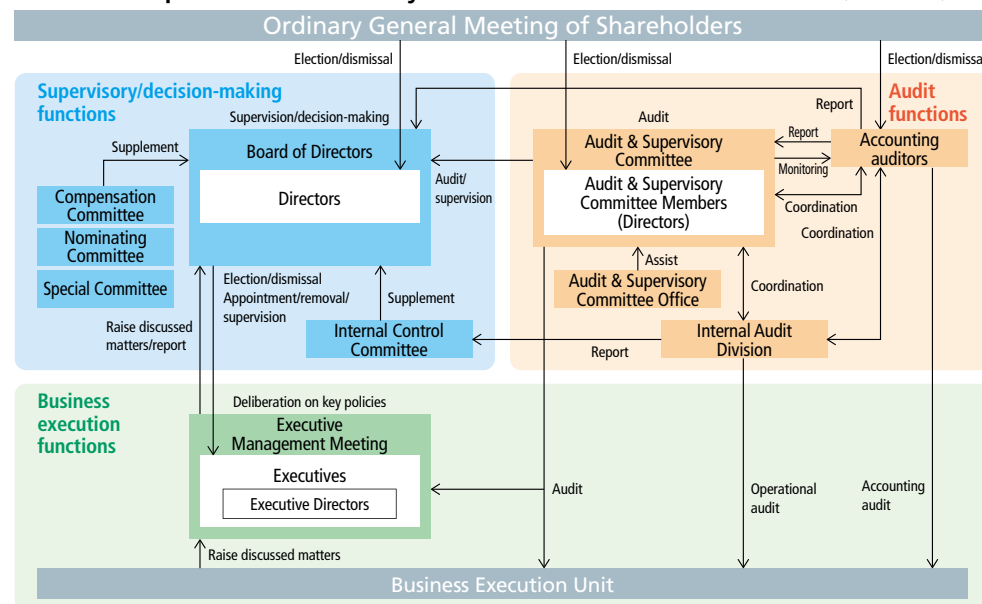 Ordinary General Meeting of Shareholders
Election/dismissal
Election/dismissal
Election/dismissa
Supervisory/decision-making
functions
Audit
functions
Supervision/decision-making
Audit
Report
Supplement
Board of Directors
Directors
Audit/
supervision
Audit & Supervisory
Committee
Audit & Supervisory
Committee Members
(Directors)
Report
Monitoring
Accounting
auditors
Coordination
Coordination
Compensation
Committee
Nominating
Committee
Special Committee
Election/dismissal
Appointment/removal/
supervision
Supplement
Assist
Audit & Supervisory
Committee Office
Coordination
Raise discussed
matters/report
Internal Control
Committee
Report
Internal Audit
Division
Business
execution
functions
Deliberation on key policies
Executive
Management Meeting
Executives
Executive Directors
Audit
Operational
audit
Accounting
audit
Raise discussed matters
Business Execution Unit